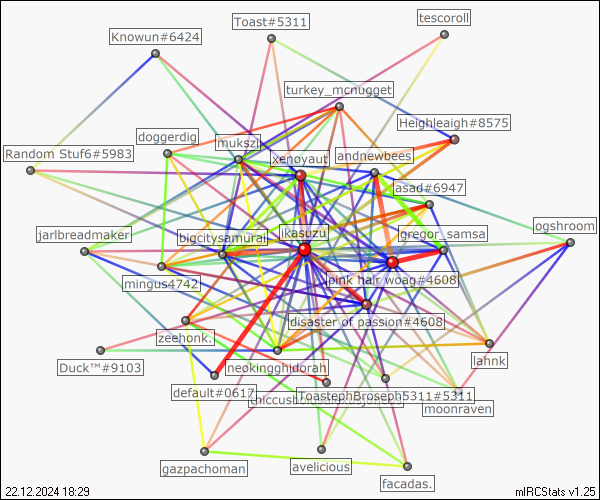 Toast#5311
tescoroll
Knowun#6424
turkey_mcnugget
Heighleaigh#8575
doggerdig
mukszi
Random Stuf6#5983
xenoyaut
andnewbees
asad#6947
ogshroom
jarlbreadmaker
bigcitysamurai
ikasuzu
gregor_samsa
mingus4742
pink hair woag#4608
disaster of passion#4608
zeehonk.
lahnk
Duck™#9103
neokingghidorah
default#0617
ToastephBroseph5311#5311
moonraven
gazpachoman
avelicious
facadas.
22.12.2024 18:29
mIRCStats v1.25